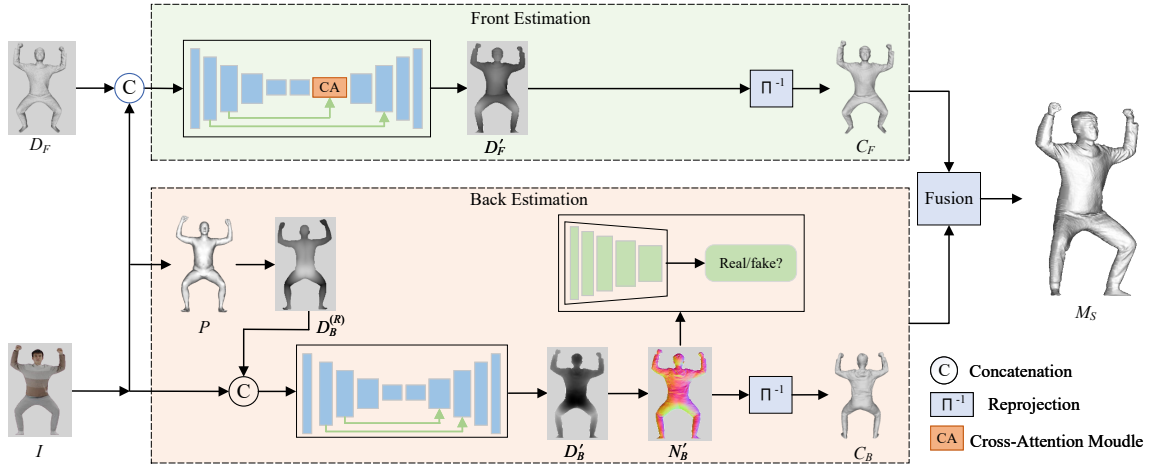 Front Estimation
D_F
C
CA
D'_F
Π⁻¹
C_F
Fusion
M_S
Back Estimation
P
D_B^(R)
Real/fake?
I
C
D'_B
N'_B
Π⁻¹
C_B
C Concatenation
Π⁻¹ Reprojection
CA Cross-Attention Moudle